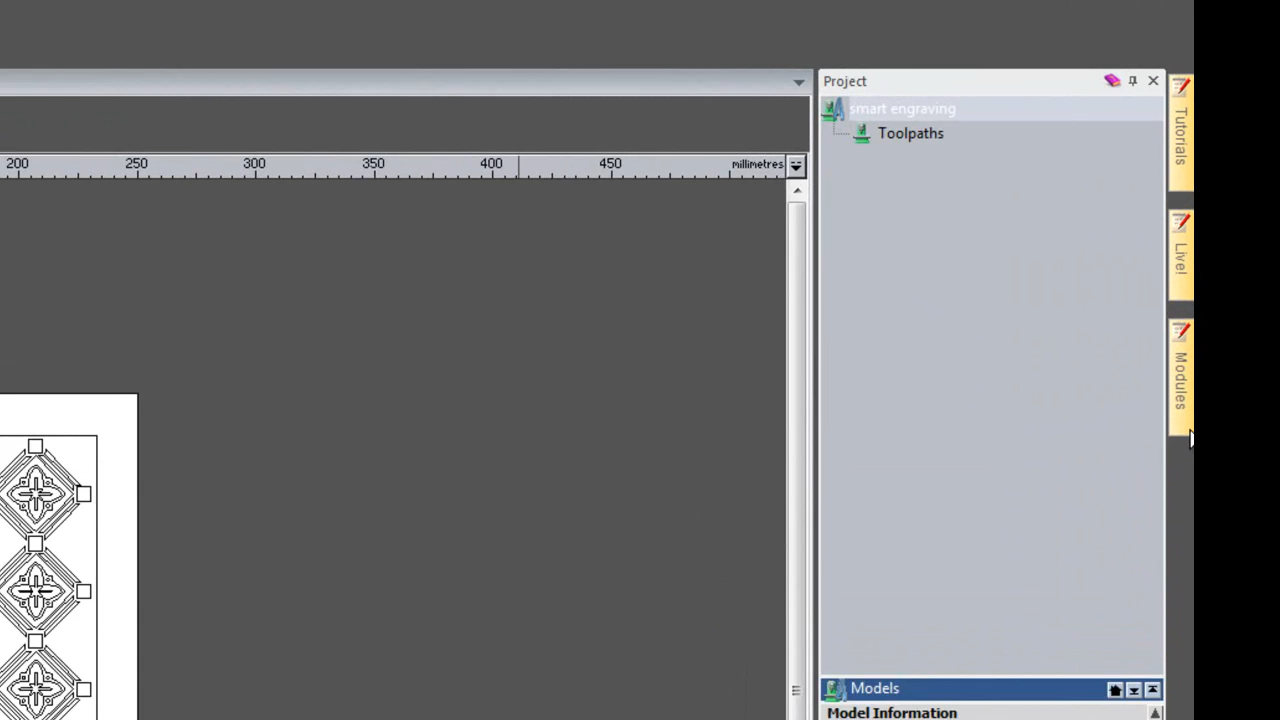 Project
smart engraving
Toolpaths
200 250 300 350 400 450 millimetres
Tutorials
Live!
Modules
Models
Model Information